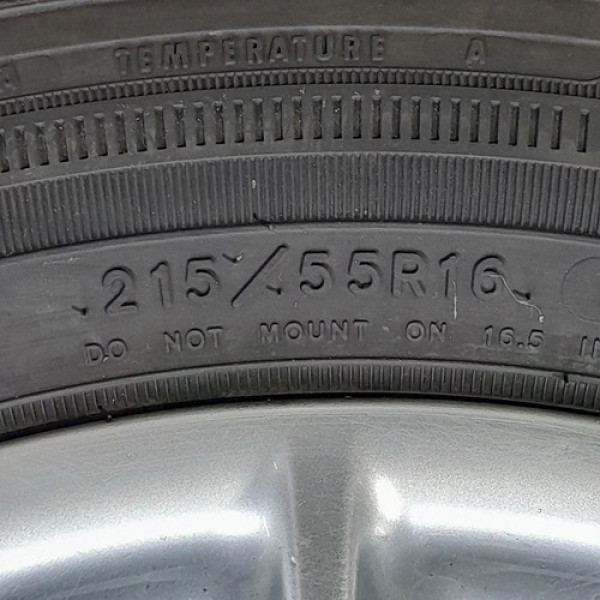 A TEMPERATURE A
215/55R16
DO NOT MOUNT ON 16.5